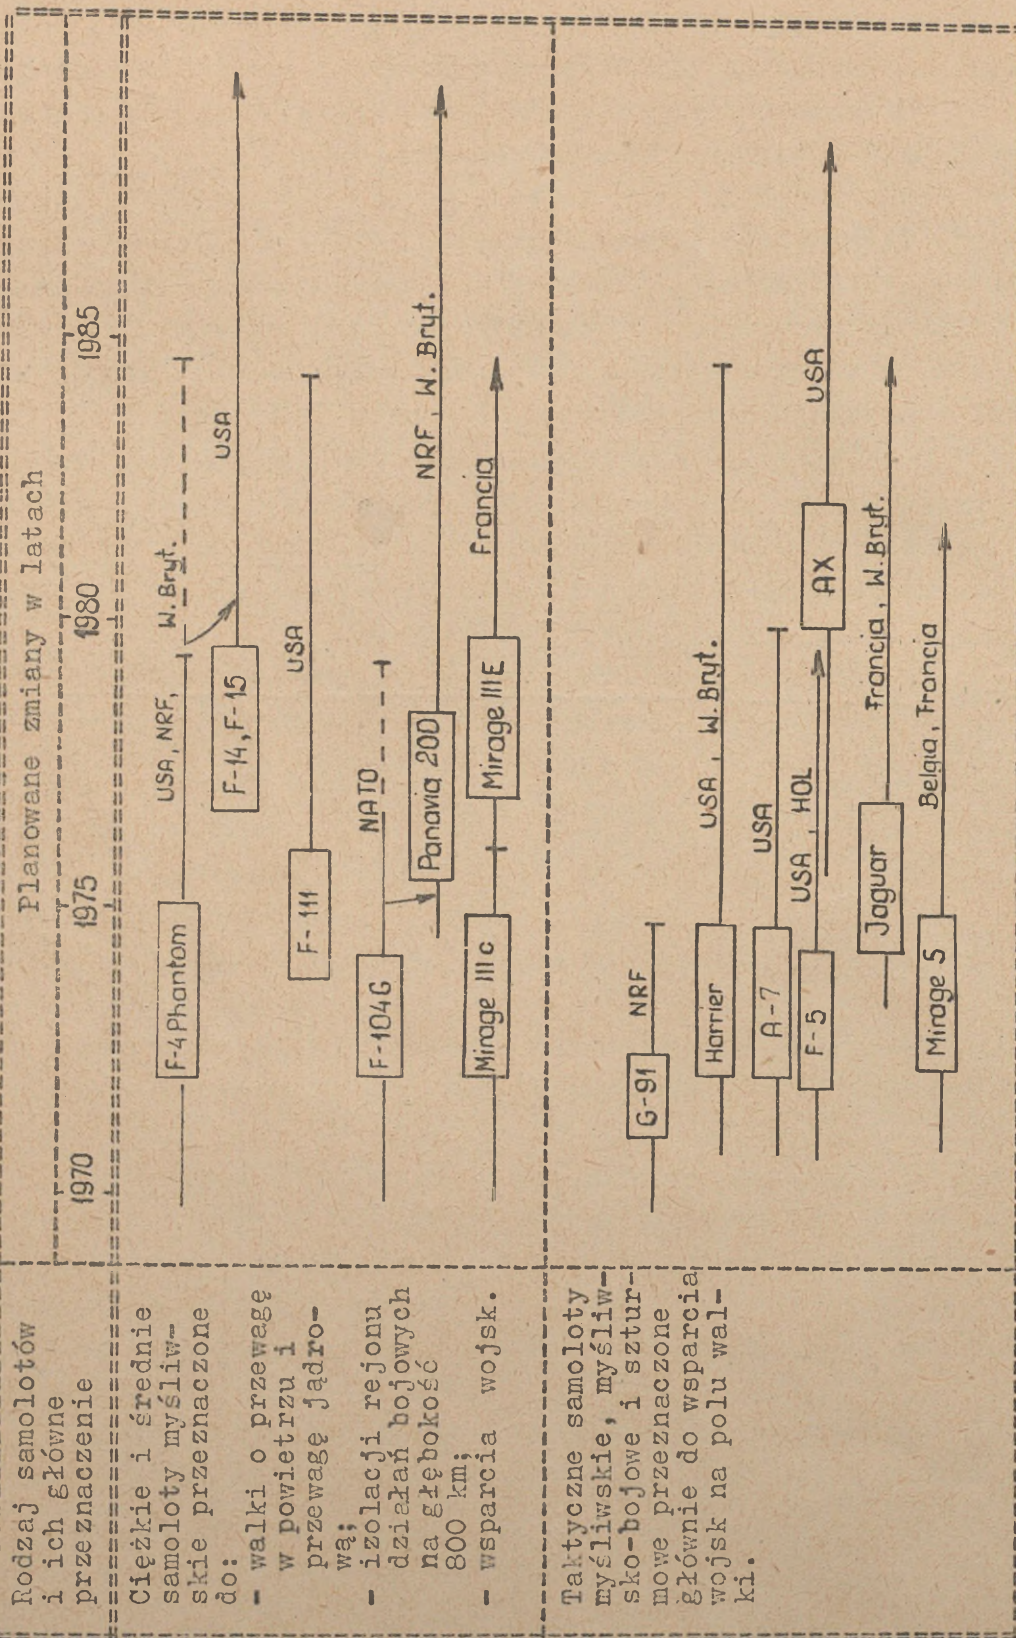 Rodzaj samolotów
i ich główne
przeznaczenie
Planowane zmiany w latach
1970
1975
1980
1985
Ciężkie i średnie
samoloty myśliw-
skie przeznaczone
do:
- walki o przewagę
w powietrzu i
przewagę jądro-
wą;
- izolacji rejonu
działań bojowych
na głębokość
800 km;
- wsparcia wojsk.
F-4 Phantom
USA, NRF,
W. Bryt.
F-14, F-15
USA
F-111
USA
F-104G
NATO
Panavia 200
NRF, W. Bryt.
Mirage III c
Mirage III E
Francia
Taktyczne samoloty
myśliwskie, myśliw-
sko-bojowe i sztur-
mowe przeznaczone
głównie do wsparcia
wojsk na polu wal-
ki.
G-91
NRF
Harrier
USA, W. Bryt.
A-7
USA
F-5
USA, HOL
AX
USA
Jaguar
Francja, W. Bryt.
Mirage 5
Belgia, Francja